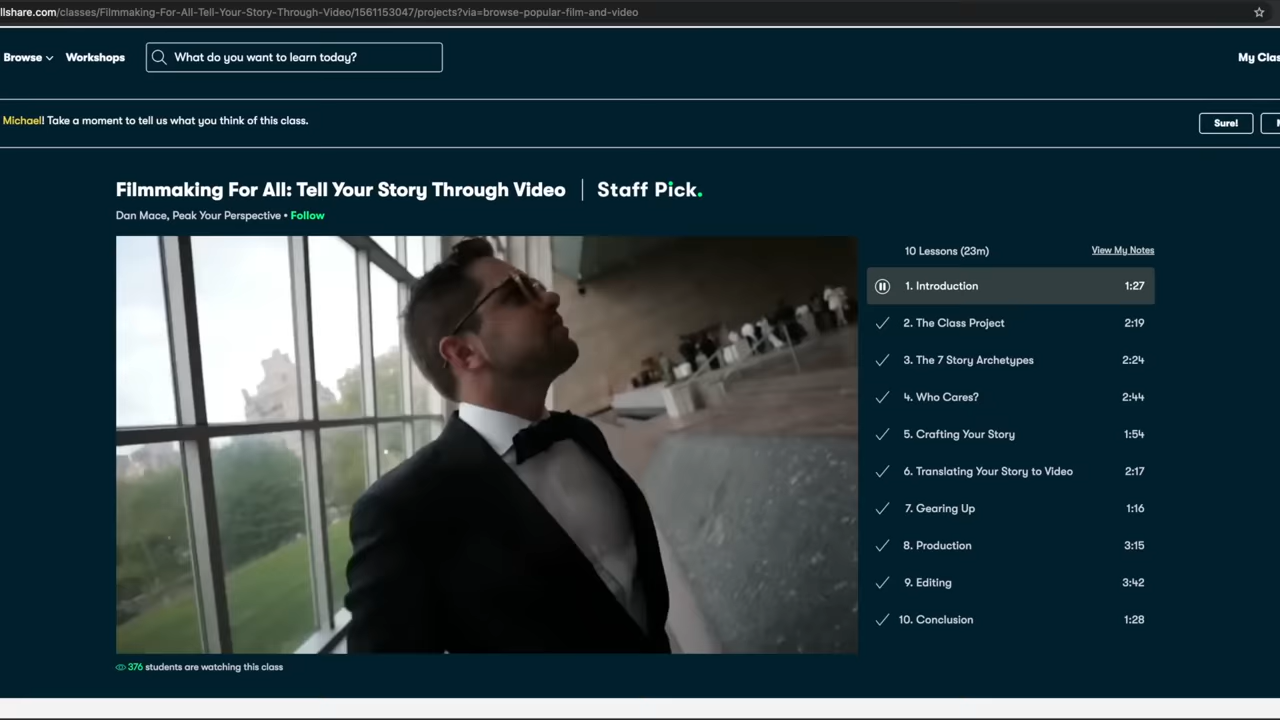 llshare.com/classes/Filmmaking-For-All-Tell-Your-Story-Through-Video/1561153047/projects?via=browse-popular-film-and-video
Browse Workshops What do you want to learn today? My Clas
Michael! Take a moment to tell us what you think of this class. Sure!
Filmmaking For All: Tell Your Story Through Video | Staff Pick.
Dan Mace, Peak Your Perspective • Follow
10 Lessons (23m) View My Notes
1. Introduction 1:27
2. The Class Project 2:19
3. The 7 Story Archetypes 2:24
4. Who Cares? 2:44
5. Crafting Your Story 1:54
6. Translating Your Story to Video 2:17
7. Gearing Up 1:16
8. Production 3:15
9. Editing 3:42
10. Conclusion 1:28
376 students are watching this class